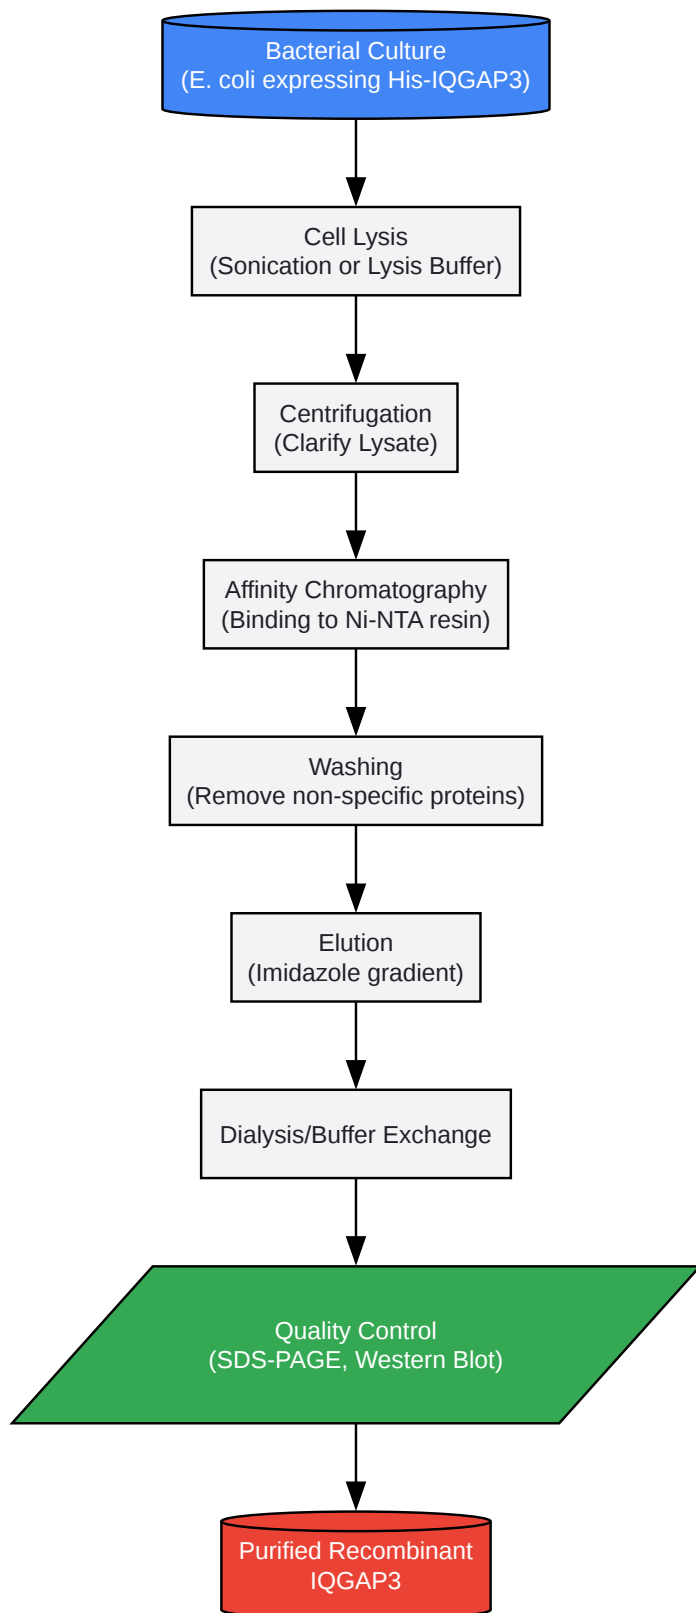 Bacterial Culture
(E. coli expressing His-IQGAP3)
Cell Lysis
(Sonication or Lysis Buffer)
Centrifugation
(Clarify Lysate)
Affinity Chromatography
(Binding to Ni-NTA resin)
Washing
(Remove non-specific proteins)
Elution
(Imidazole gradient)
Dialysis/Buffer Exchange
Quality Control
(SDS-PAGE, Western Blot)
Purified Recombinant
IQGAP3